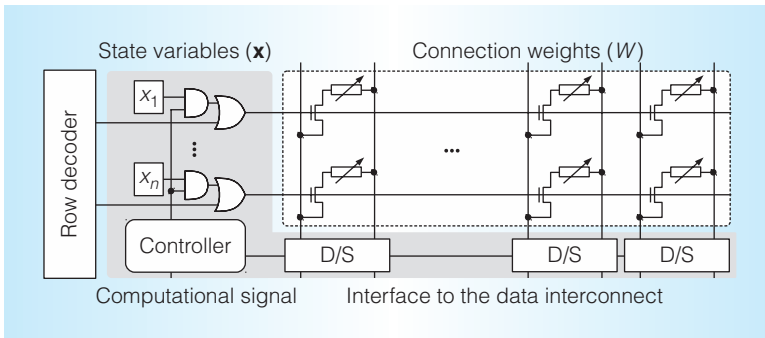 State variables (x)
Connection weights (W)
Row decoder
x1
...
...
xn
Controller
D/S
D/S
D/S
Computational signal
Interface to the data interconnect